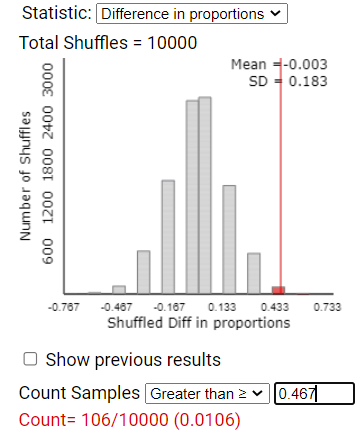 Statistic: Difference in proportions
Total Shuffles = 10000
Mean = -0.003
SD = 0.183
Number of Shuffles
600 1200 1800 2400 3000
-0.767 -0.467 -0.167 0.133 0.433 0.733
Shuffled Diff in proportions
Show previous results
Count Samples Greater than ≥ 0.467
Count= 106/10000 (0.0106)